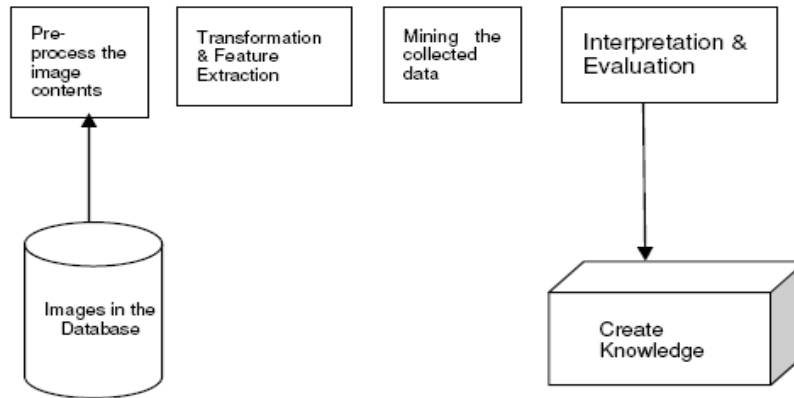 Pre-
process the
image
contents
Transformation
& Feature
Extraction
Mining the
collected
data
Interpretation &
Evaluation
Images in the
Database
Create
Knowledge